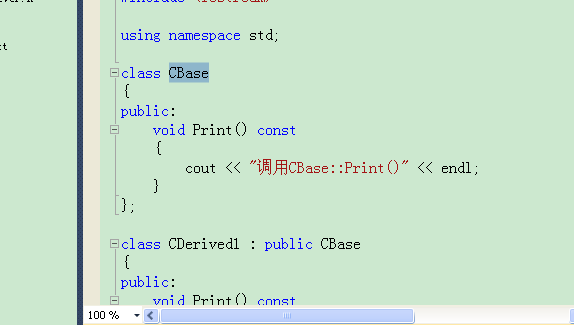 using namespace std;
class CBase
{
public:
void Print() const
{
cout << "调用CBase::Print()" << endl;
}
};
class CDerived1 : public CBase
{
public:
void Print() const
100 %